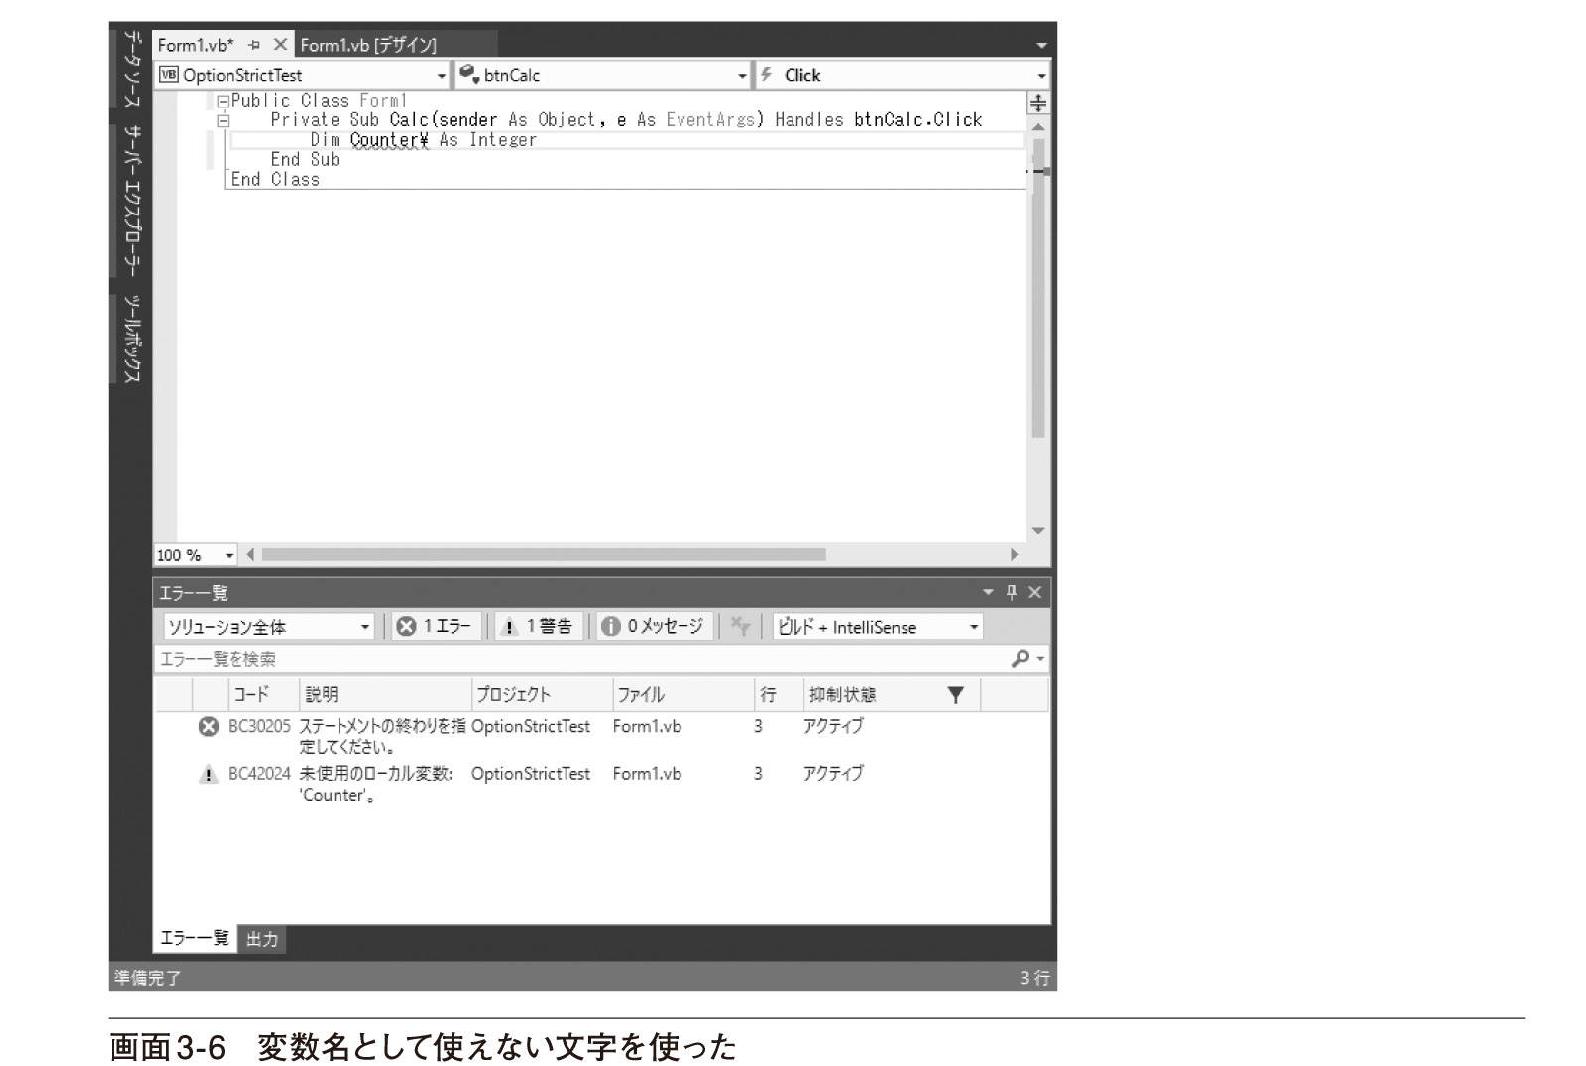 データ ソース
サーバー エクスプローラー
ツールボックス
Form1.vb*
Form1.vb [デザイン]
OptionStrictTest
btnCalc
Click
Public Class Form1
Private Sub Calc(sender As Object, e As EventArgs) Handles btnCalc.Click
Dim Counter¥ As Integer
End Sub
End Class
100 %
エラー一覧
ソリューション全体
1 エラー
1 警告
0 メッセージ
ビルド + IntelliSense
エラー一覧を検索
コード 説明 プロジェクト ファイル 行 抑制状態
BC30205 ステートメントの終わりを指 OptionStrictTest Form1.vb 3 アクティブ
定してください。
BC42024 未使用のローカル変数: OptionStrictTest Form1.vb 3 アクティブ
'Counter'。
エラー一覧 出力
準備完了 3 行
画面3-6 変数名として使えない文字を使った